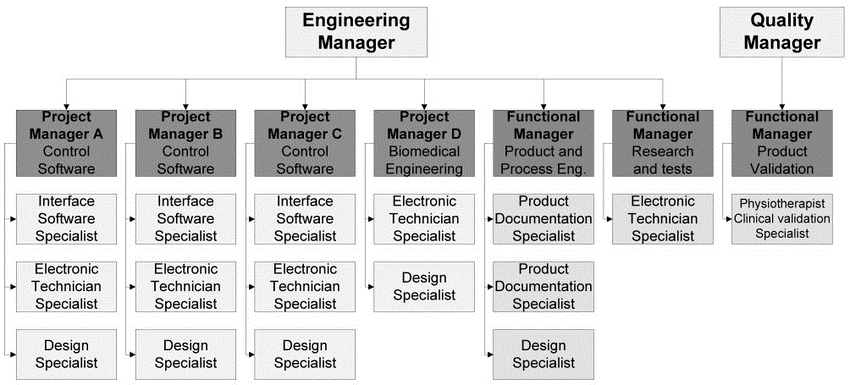 Engineering
Manager
Quality
Manager
Project
Manager A
Control
Software
Project
Manager B
Control
Software
Project
Manager C
Control
Software
Project
Manager D
Biomedical
Engineering
Functional
Manager
Product and
Process Eng.
Functional
Manager
Research
and tests
Functional
Manager
Product
Validation
Interface
Software
Specialist
Interface
Software
Specialist
Interface
Software
Specialist
Electronic
Technician
Specialist
Product
Documentation
Specialist
Electronic
Technician
Specialist
Physiotherapist
Clinical validation
Specialist
Electronic
Technician
Specialist
Electronic
Technician
Specialist
Electronic
Technician
Specialist
Design
Specialist
Product
Documentation
Specialist
Design
Specialist
Design
Specialist
Design
Specialist
Design
Specialist